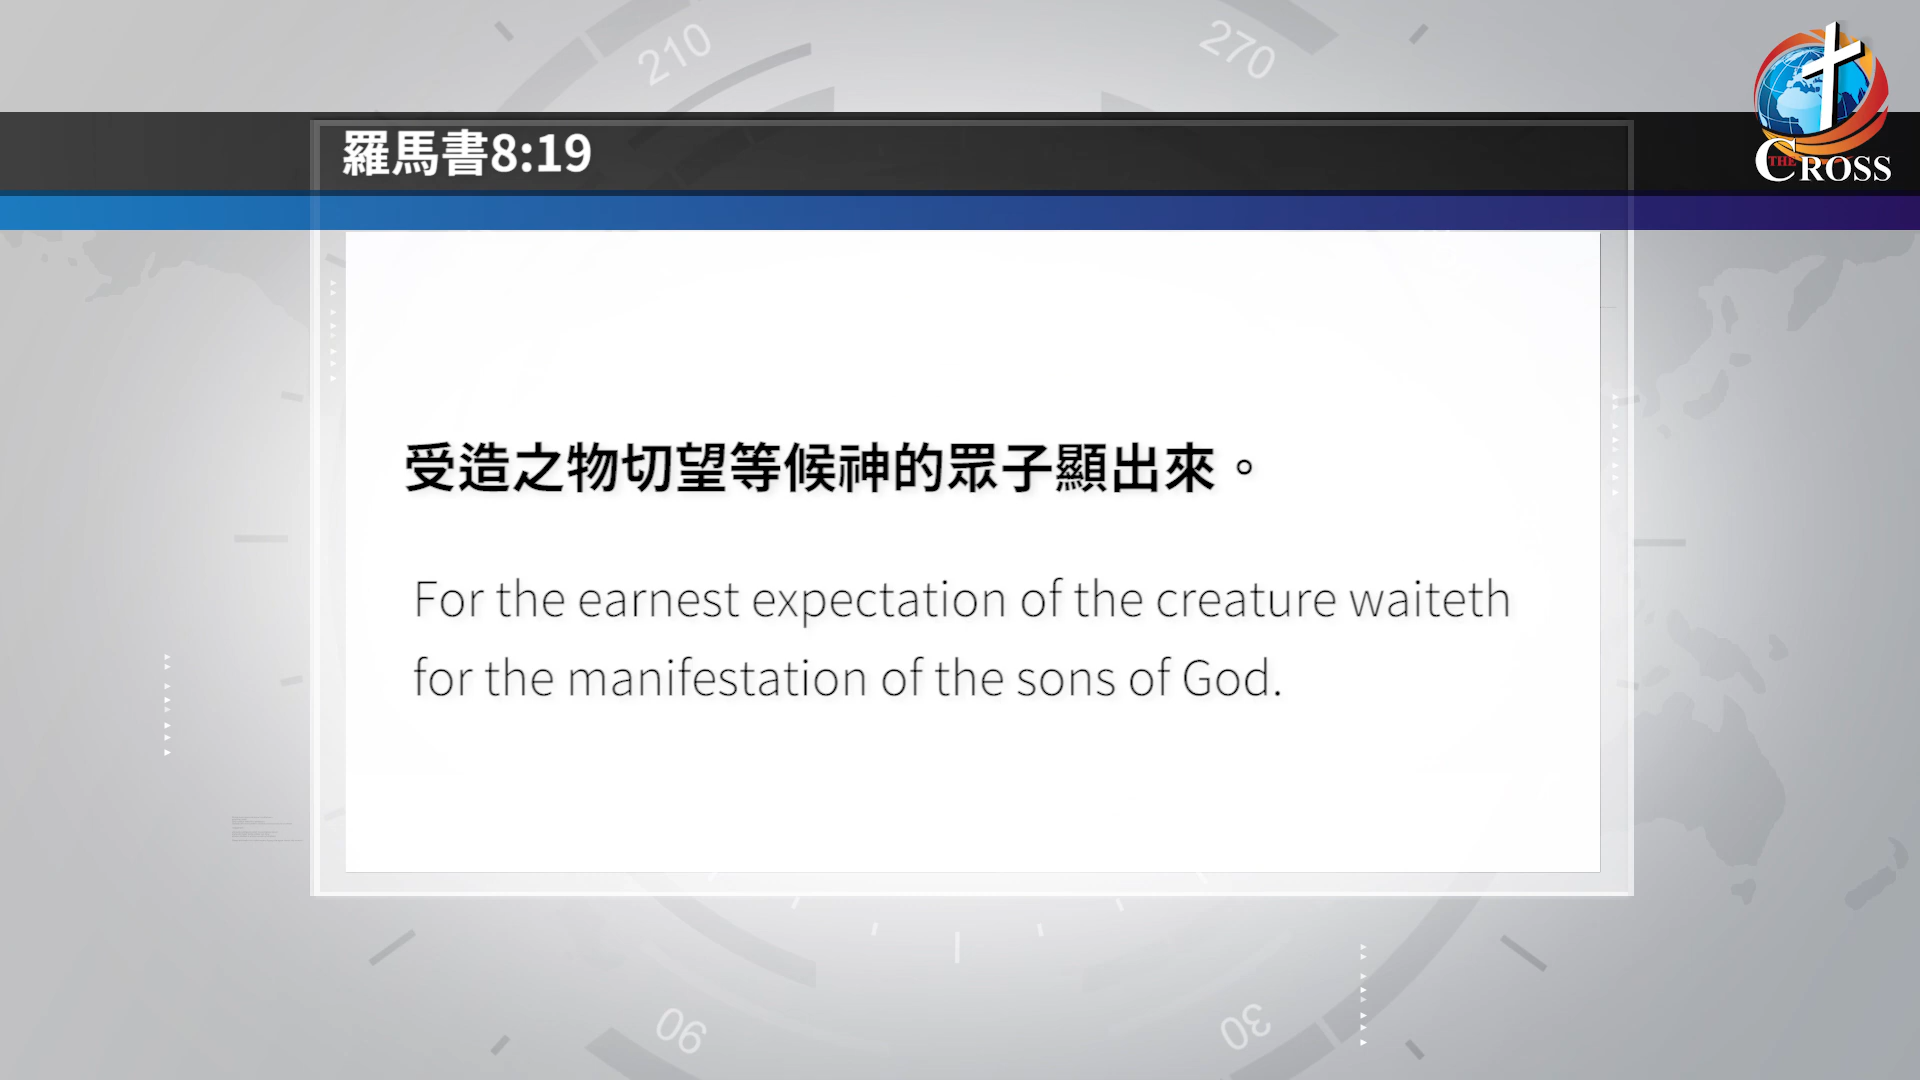 210
270
羅馬書8:19
THE
CROSS
受造之物切望等候神的眾子顯出來。
For the earnest expectation of the creature waiteth
for the manifestation of the sons of God.
90
30